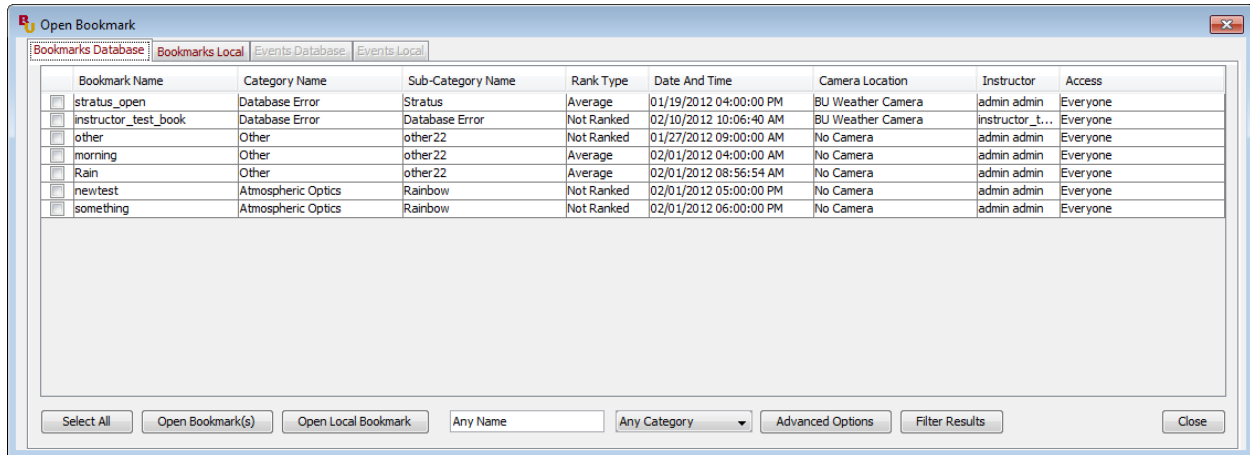 BU Open Bookmark
Bookmarks Database Bookmarks Local Events Database Events Local
Bookmark Name Category Name Sub-Category Name Rank Type Date And Time Camera Location Instructor Access
stratus_open Database Error Stratus Average 01/19/2012 04:00:00 PM BU Weather Camera admin admin Everyone
instructor_test_book Database Error Database Error Not Ranked 02/10/2012 10:06:40 AM BU Weather Camera instructor_t... Everyone
other Other other22 Not Ranked 01/27/2012 09:00:00 AM No Camera admin admin Everyone
morning Other other22 Average 02/01/2012 04:00:00 AM No Camera admin admin Everyone
Rain Other other22 Average 02/01/2012 08:56:54 AM No Camera admin admin Everyone
newtest Atmospheric Optics Rainbow Not Ranked 02/01/2012 05:00:00 PM No Camera admin admin Everyone
something Atmospheric Optics Rainbow Not Ranked 02/01/2012 06:00:00 PM No Camera admin admin Everyone
Select All Open Bookmark(s) Open Local Bookmark Any Name Any Category Advanced Options Filter Results Close